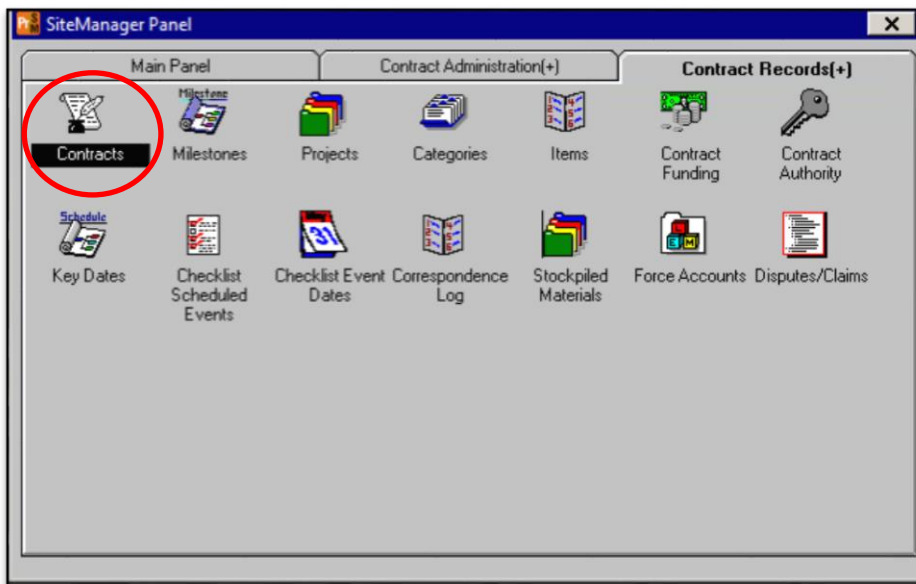 SiteManager Panel
Main Panel
Contract Administration(+)
Contract Records(+)
Milestone
Contracts
Milestones
Projects
Categories
Items
Contract
Funding
Contract
Authority
Schedule
31
Key Dates
Checklist
Scheduled
Events
Checklist Event
Dates
Correspondence
Log
Stockpiled
Materials
Force Accounts
Disputes/Claims